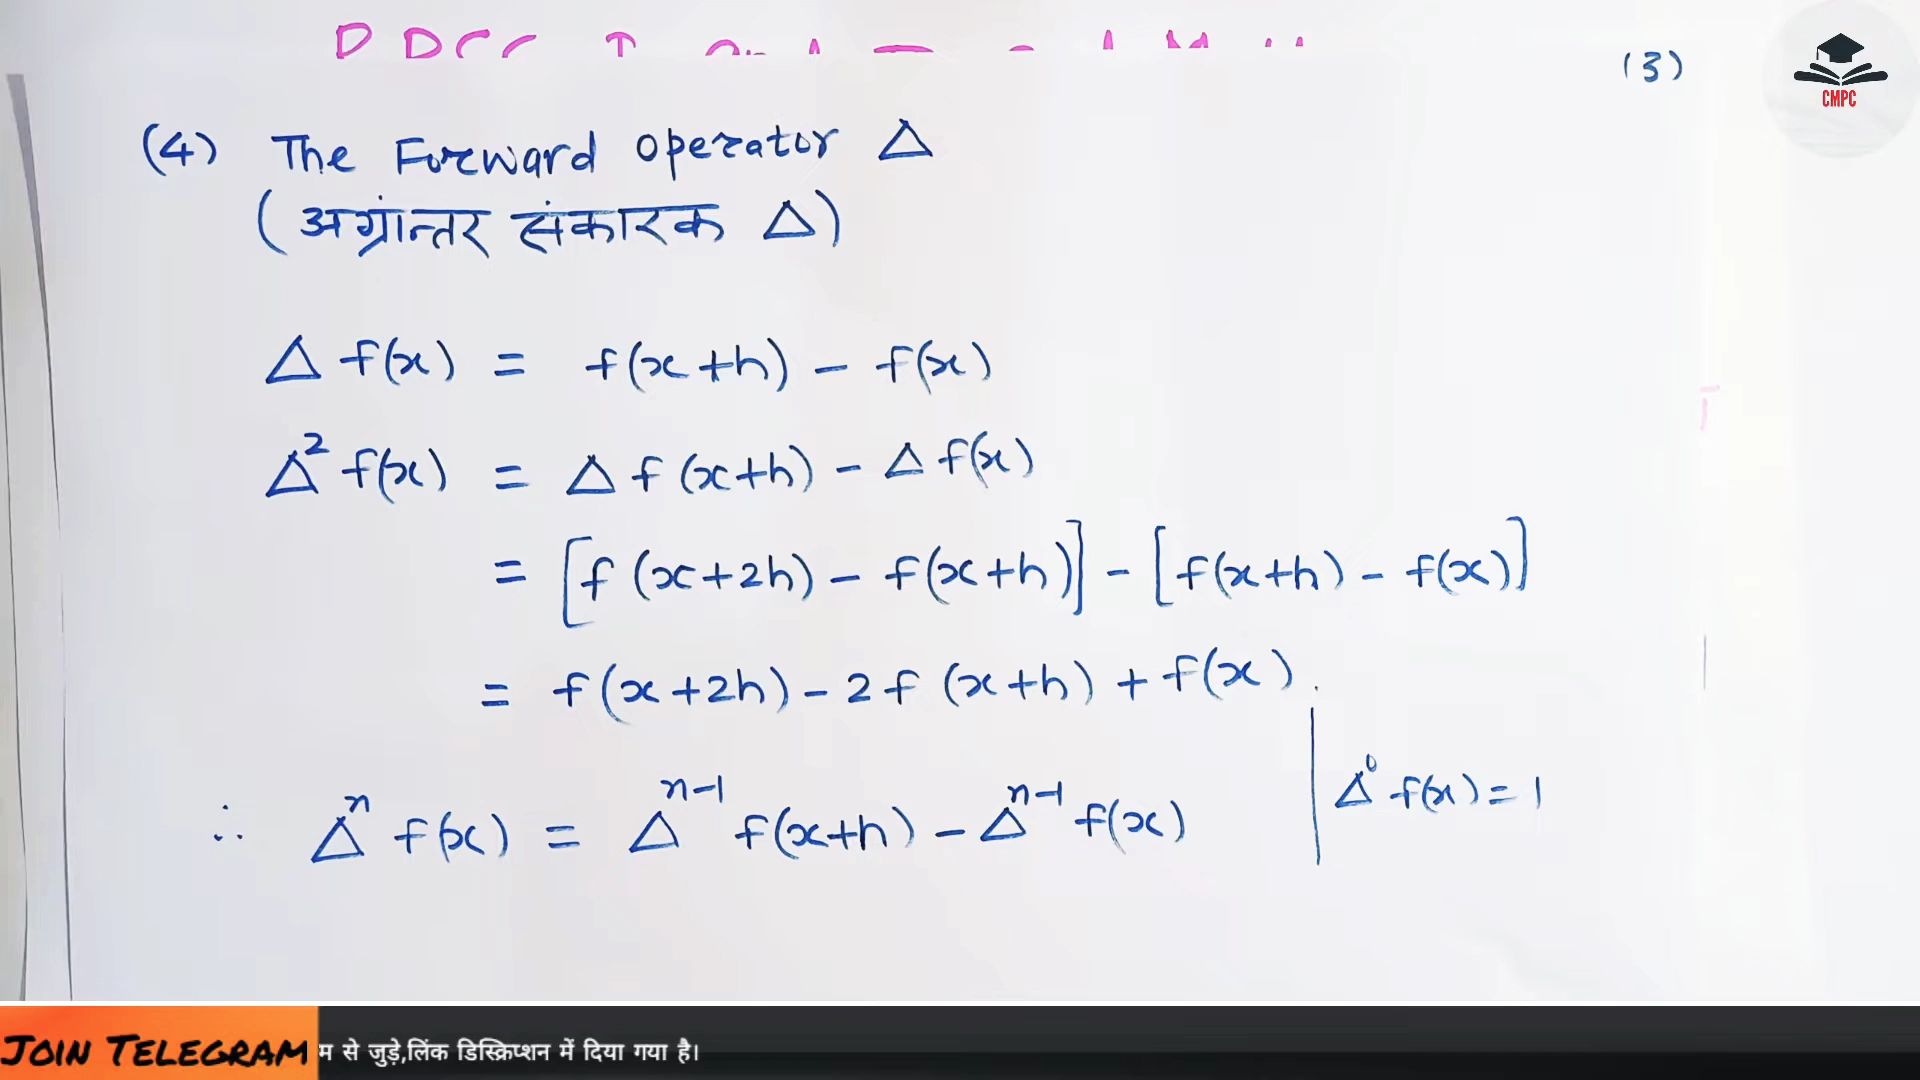 (3)
CMPC
(4) The Forward operator Δ
(अग्रांन्तर संकारक Δ)
Δ f(x) = f(x+h) - f(x)
Δ² f(x) = Δ f(x+h) - Δ f(x)
= [f(x+2h) - f(x+h)] - [f(x+h) - f(x)]
= f(x+2h) - 2f(x+h) + f(x).
∴ Δⁿ f(x) = Δⁿ⁻¹ f(x+h) - Δⁿ⁻¹ f(x) | Δ⁰ f(x) = 1
JOIN TELEGRAM म से जुड़े,लिंक डिस्क्रिप्शन में दिया गया है।